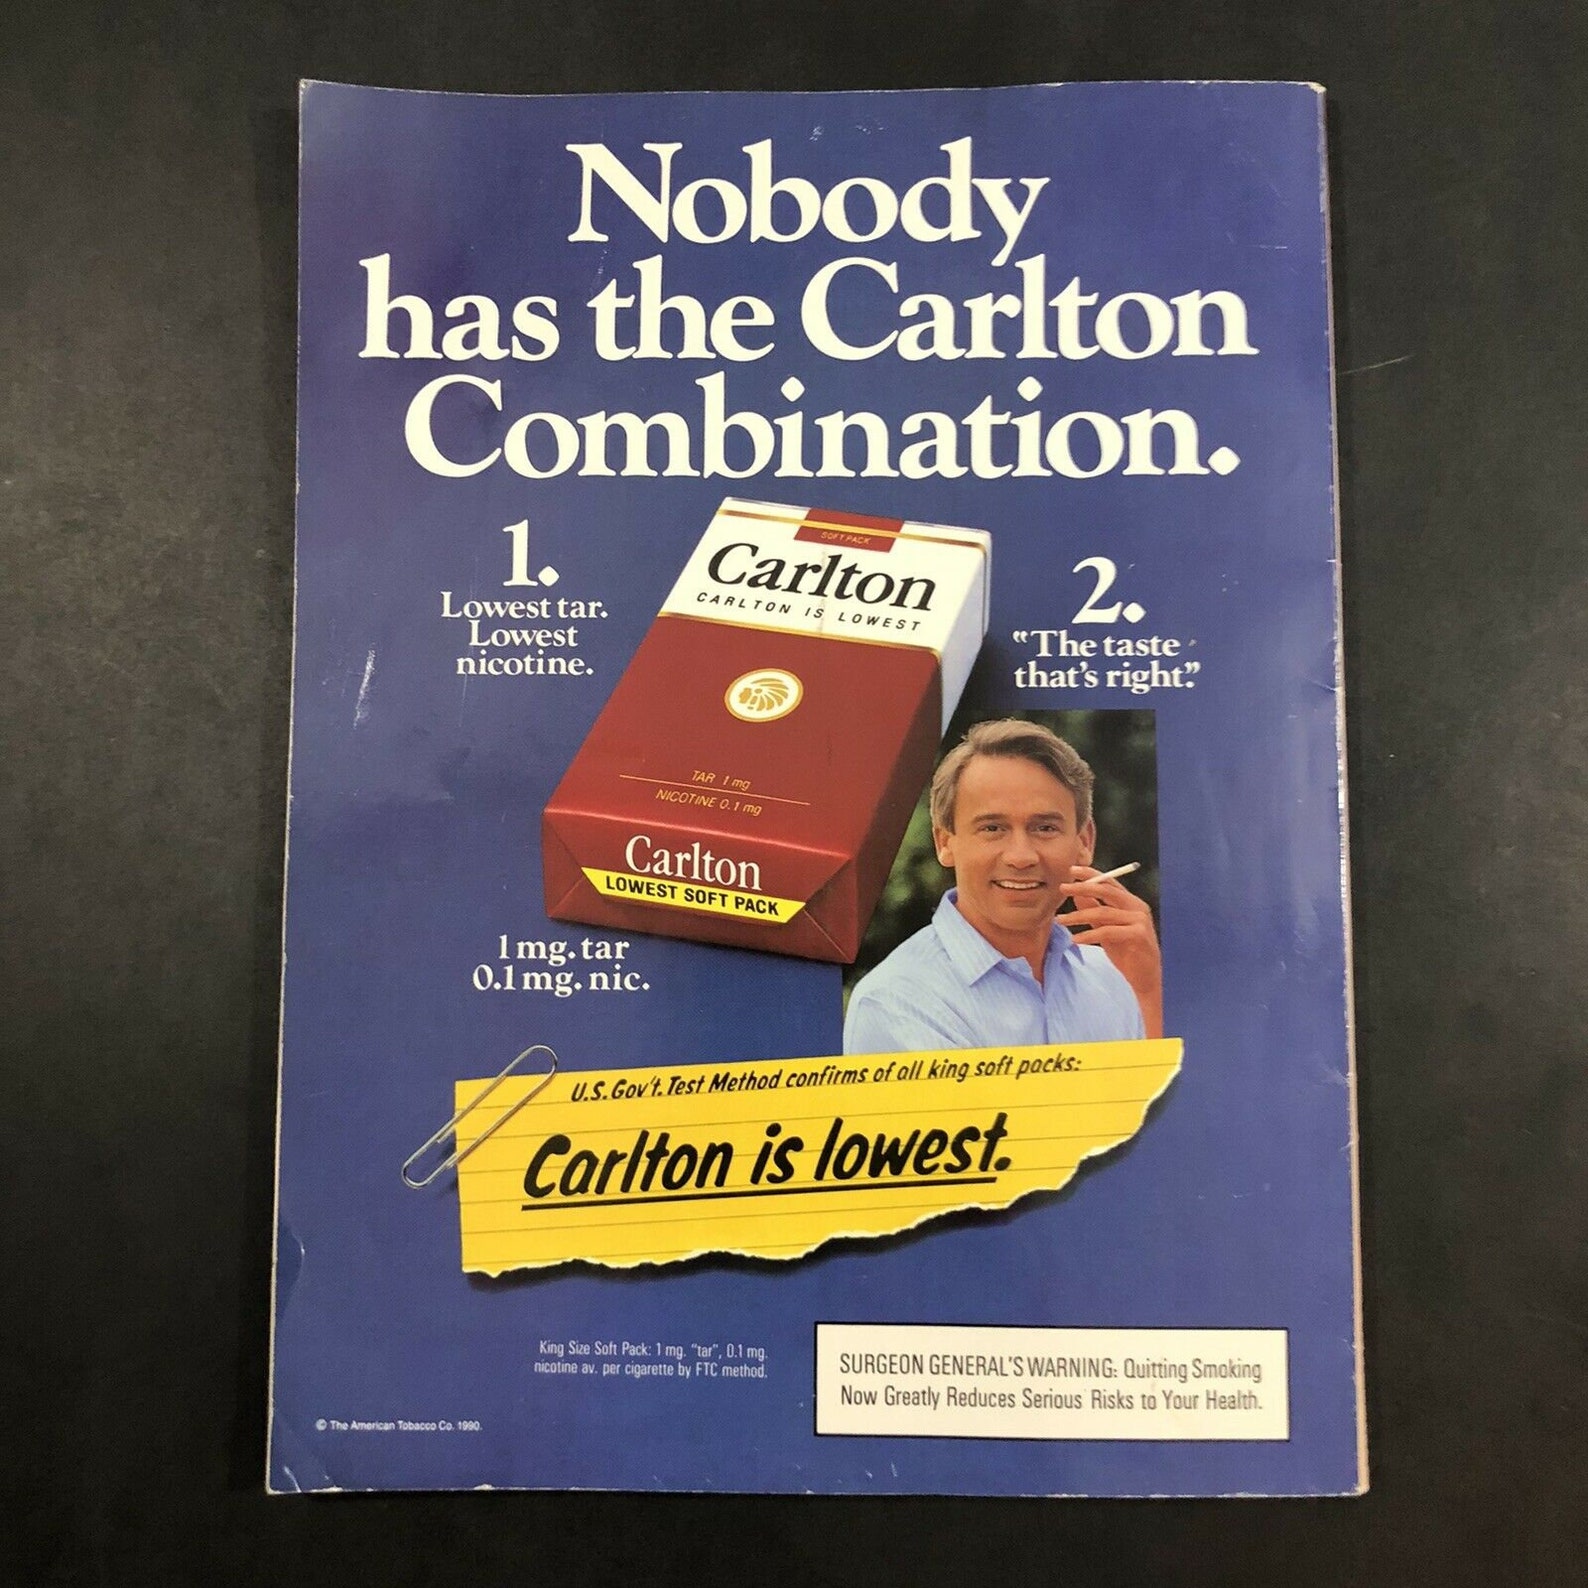 Nobody
has the Carlton
Combination.
1.
Lowest tar.
Lowest
nicotine.
SOFT PACK
Carlton
CARLTON IS LOWEST
TAR 1 mg
NICOTINE 0.1 mg
Carlton
LOWEST SOFT PACK
1 mg. tar
0.1 mg. nic.
2.
“The taste
that's right.”
U.S. Gov't. Test Method confirms of all king soft packs:
Carlton is lowest.
King Size Soft Pack: 1 mg. “tar”, 0.1 mg.
nicotine av. per cigarette by FTC method.
SURGEON GENERAL'S WARNING: Quitting Smoking
Now Greatly Reduces Serious Risks to Your Health.
© The American Tobacco Co. 1990.